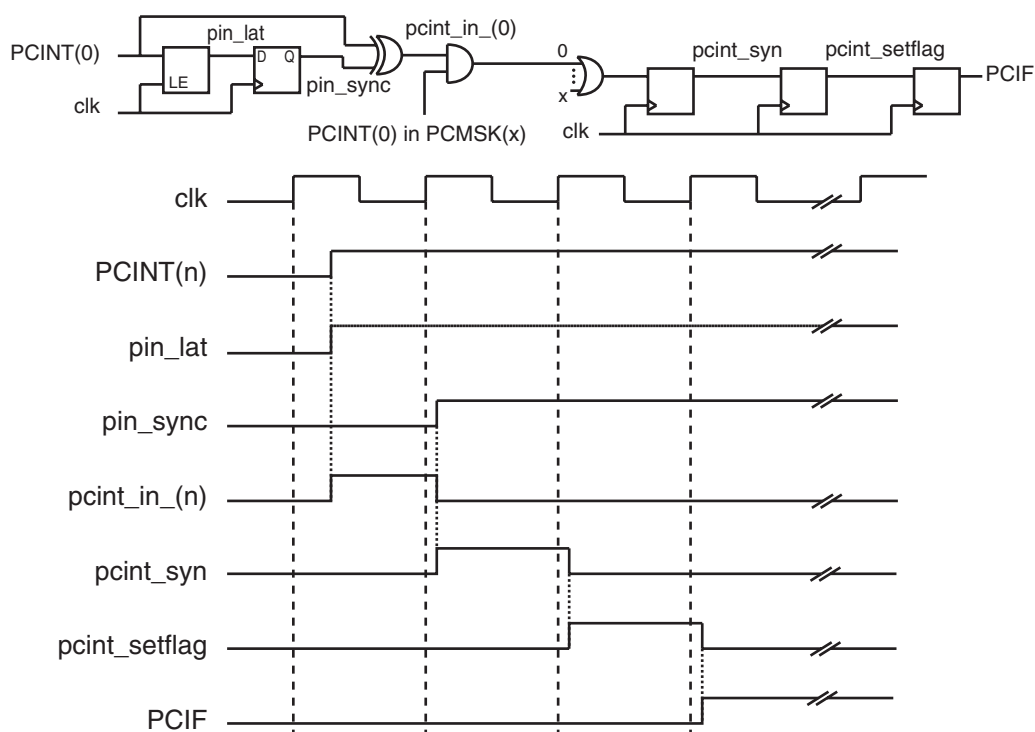 PCINT(0)
pin_lat
pcint_in_(0)
LE
D
Q
pin_sync
clk
PCINT(0) in PCMSK(x)
0
x
clk
pcint_syn
pcint_setflag
PCIF
clk
PCINT(n)
pin_lat
pin_sync
pcint_in_(n)
pcint_syn
pcint_setflag
PCIF